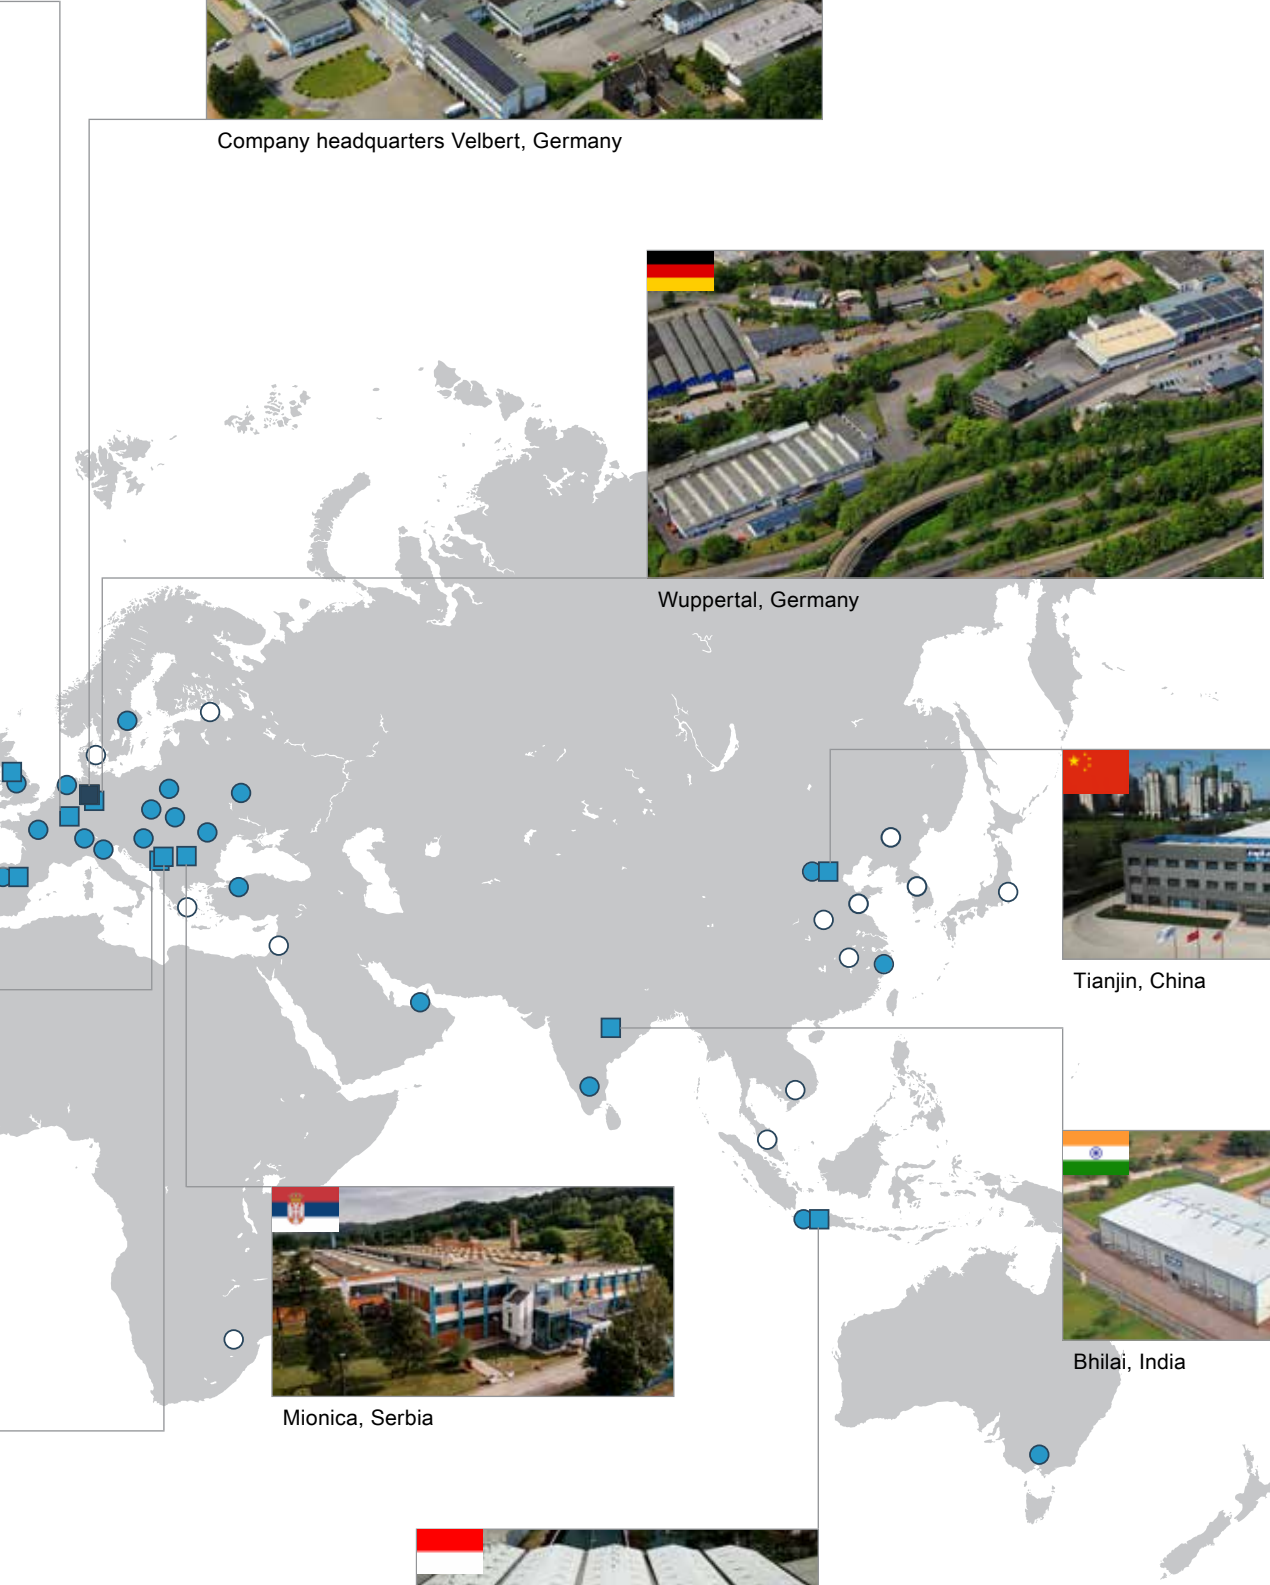 Company headquarters Velbert, Germany
Wuppertal, Germany
Tianjin, China
Bhilai, India
Mionica, Serbia